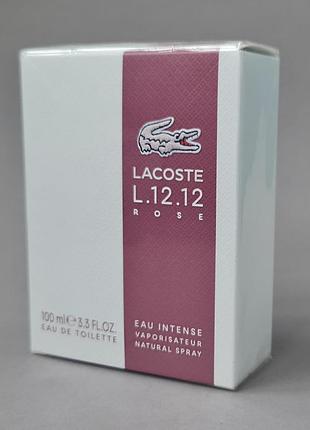 LACOSTE
L.12.12
ROSE
EAU INTENSE
VAPORISATEUR
NATURAL SPRAY
100 ml ℮ 3.3 FL.OZ.
EAU DE TOILETTE